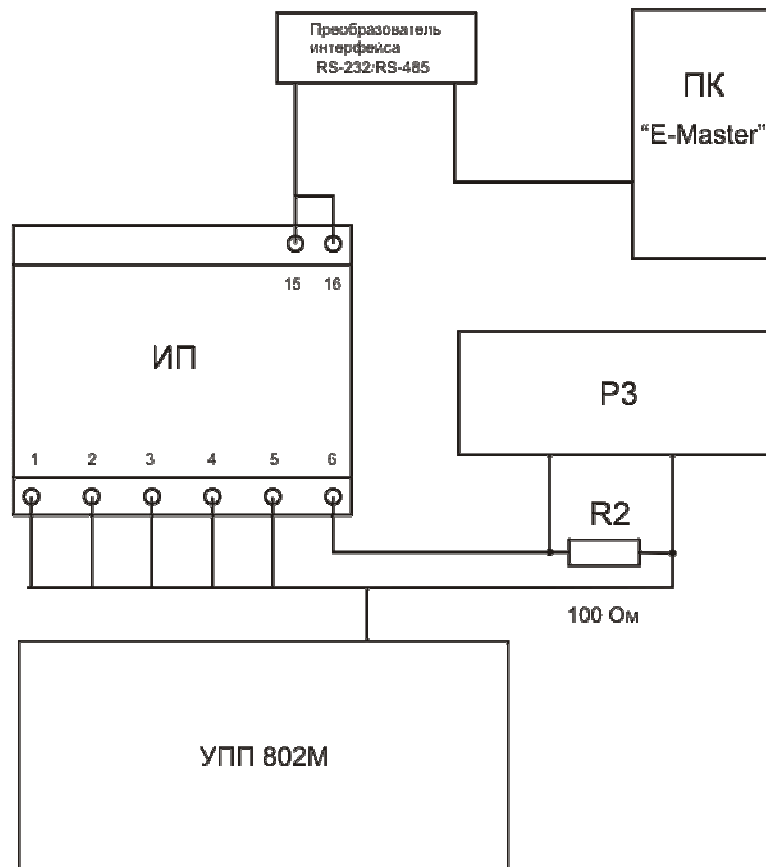 Преобразователь
интерфейса
RS-232/RS-485
ПК
“E-Master”
15 16
ИП
1 2 3 4 5 6
РЗ
R2
100 Ом
УПП 802М